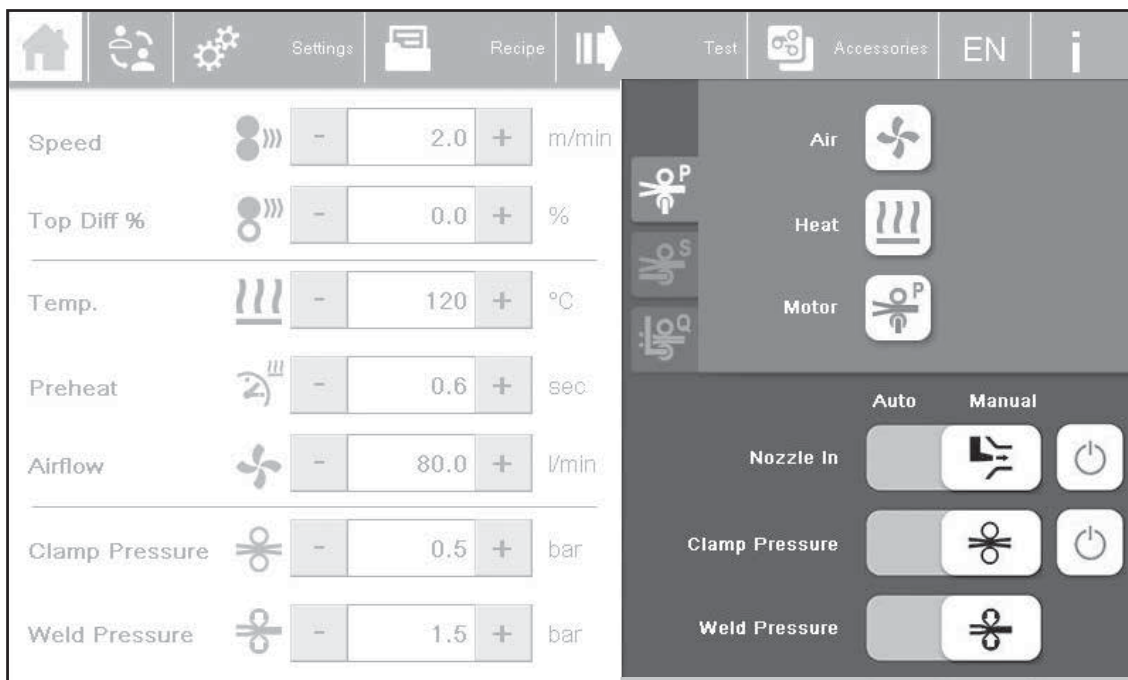 Settings Recipe Test Accessories EN i
Speed - 2.0 + m/min
Top Diff % - 0.0 + %
Temp. - 120 + °C
Preheat - 0.6 + sec
Airflow - 80.0 + l/min
Clamp Pressure - 0.5 + bar
Weld Pressure - 1.5 + bar
P
S
Q
Air
Heat
Motor P
Auto Manual
Nozzle In
Clamp Pressure
Weld Pressure